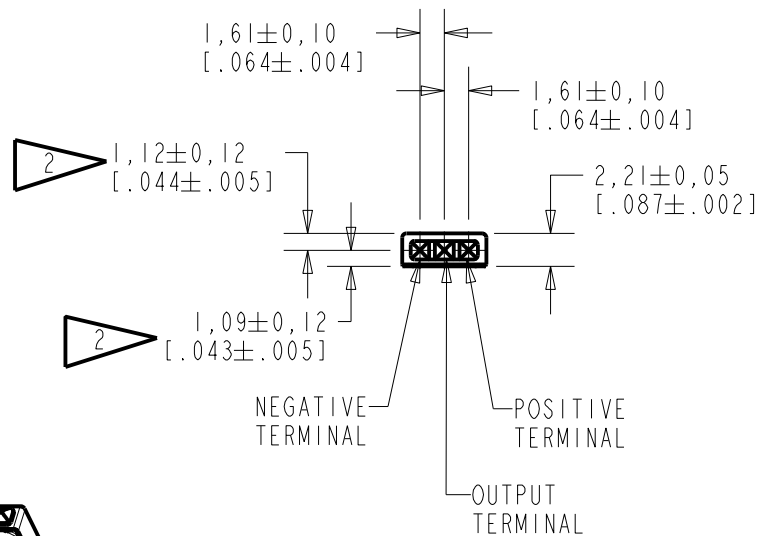 1,61±0,10
[.064±.004]
1,61±0,10
[.064±.004]
2
1,12±0,12
[.044±.005]
2,21±0,05
[.087±.002]
2
1,09±0,12
[.043±.005]
NEGATIVE
TERMINAL
POSITIVE
TERMINAL
OUTPUT
TERMINAL